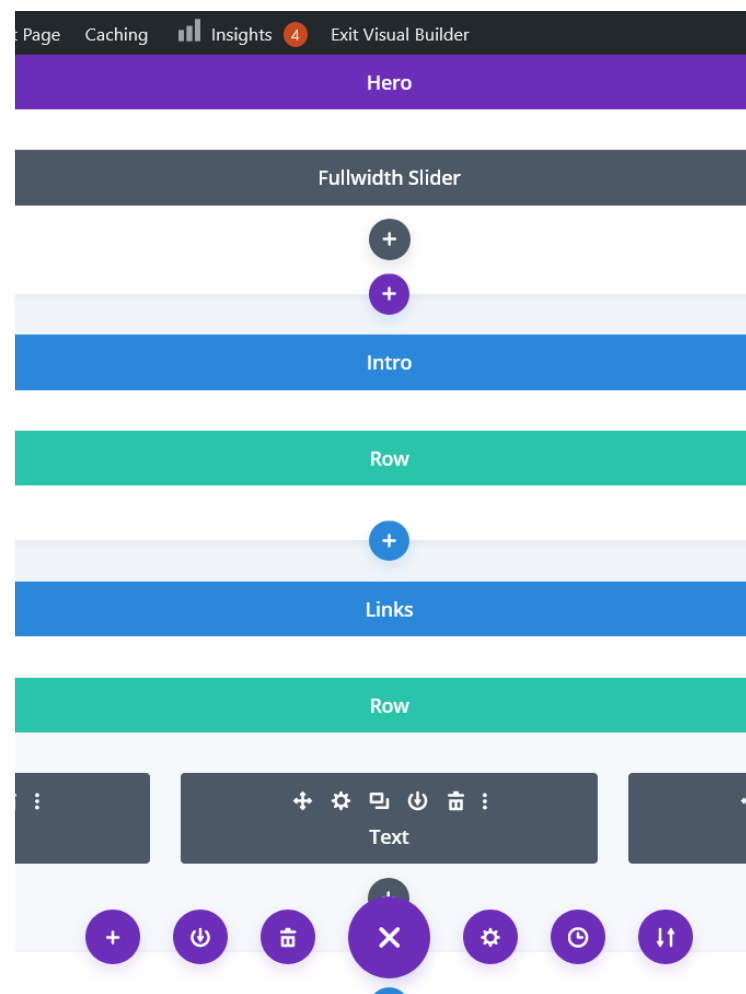 t Page Caching Insights 4 Exit Visual Builder
Hero
Fullwidth Slider
Intro
Row
Links
Row
Text